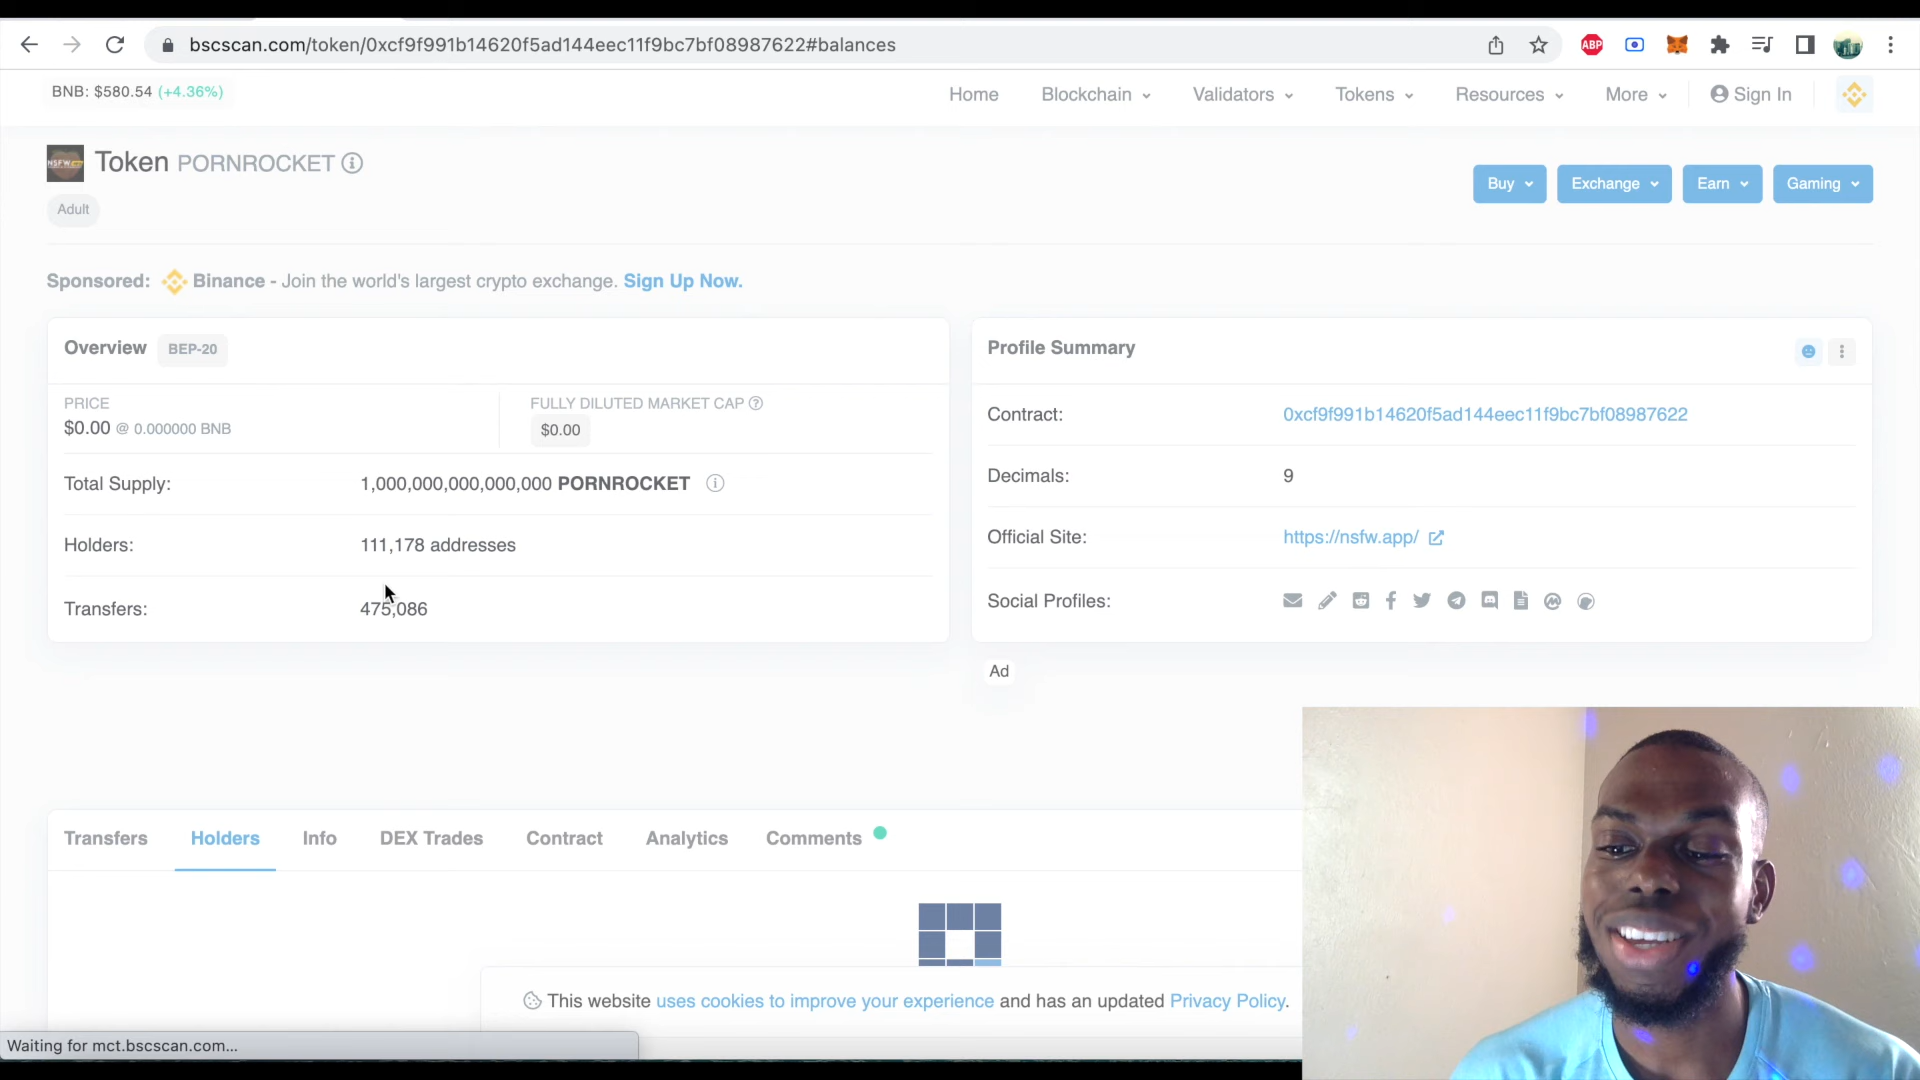 bscscan.com/token/0xcf9f991b14620f5ad144eec11f9bc7bf08987622#balances
ABP
BNB: $580.54 (+4.36%)
Home Blockchain Validators Tokens Resources More Sign In
NSFW
Token PORNROCKET
Adult
Buy Exchange Earn Gaming
Sponsored: Binance - Join the world's largest crypto exchange. Sign Up Now.
Overview BEP-20
PRICE
$0.00 @ 0.000000 BNB
FULLY DILUTED MARKET CAP
$0.00
Total Supply: 1,000,000,000,000,000 PORNROCKET
Holders: 111,178 addresses
Transfers: 475,086
Profile Summary
Contract: 0xcf9f991b14620f5ad144eec11f9bc7bf08987622
Decimals: 9
Official Site: https://nsfw.app/
Social Profiles:
Ad
Transfers Holders Info DEX Trades Contract Analytics Comments
This website uses cookies to improve your experience and has an updated Privacy Policy.
Waiting for mct.bscscan.com...